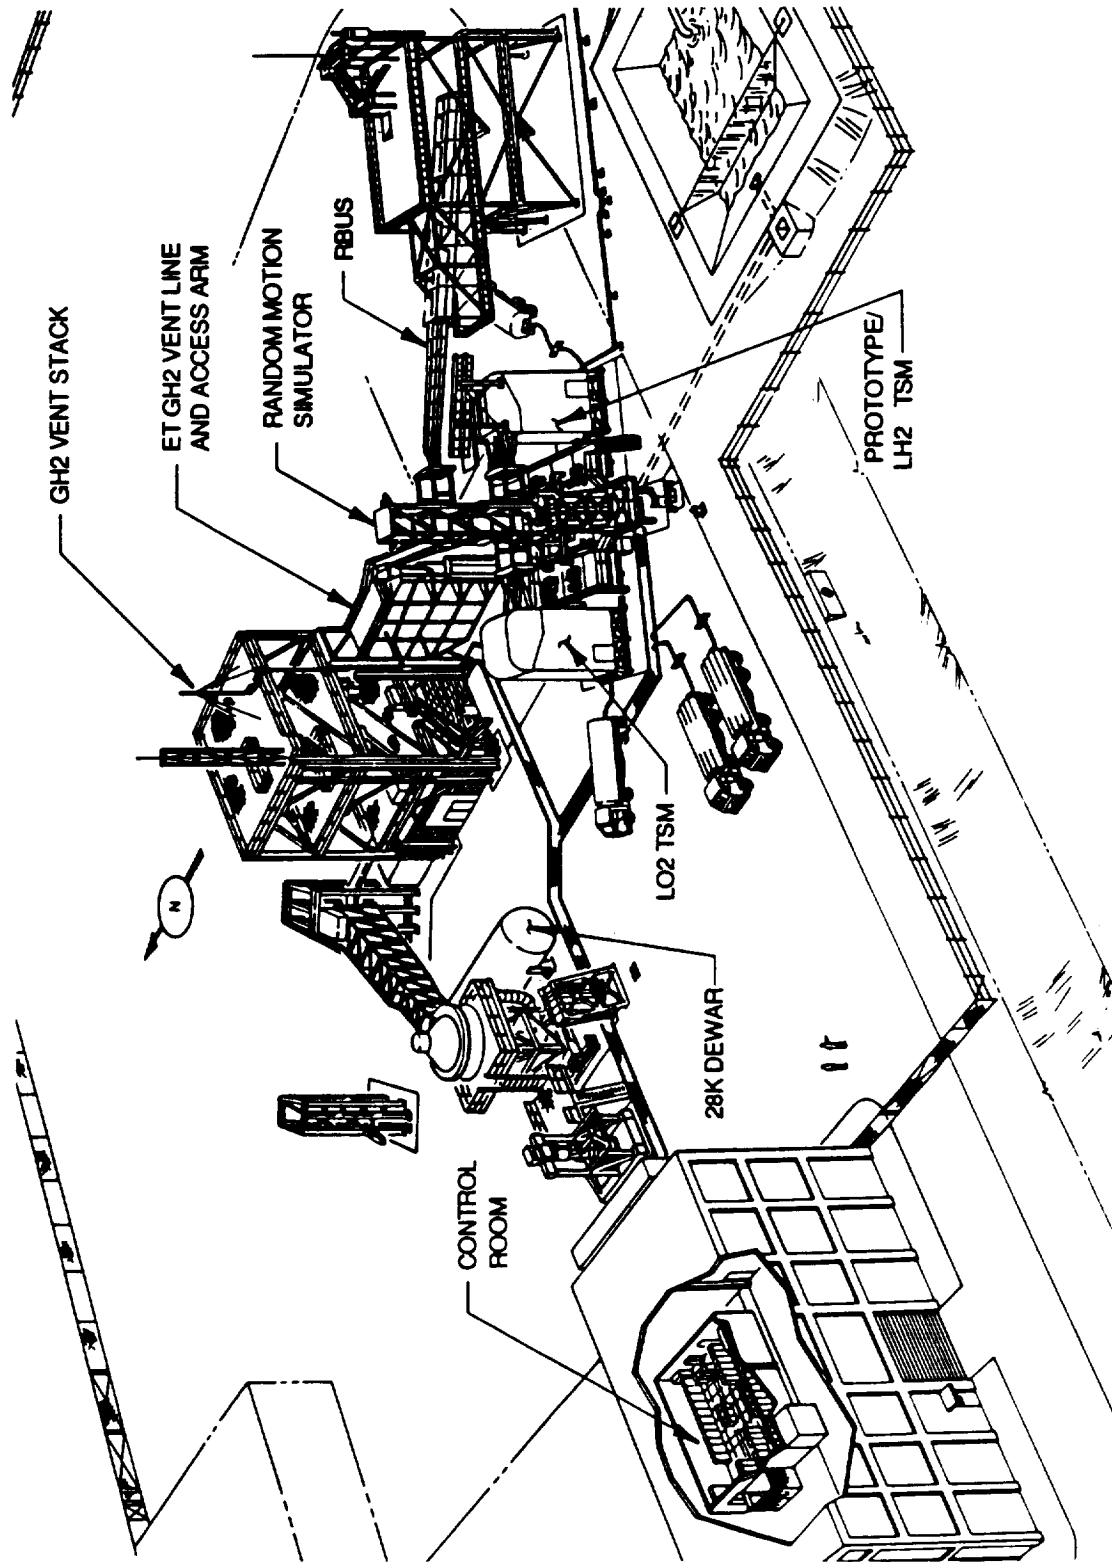 GH2 VENT STACK
ET GH2 VENT LINE
AND ACCESS ARM
RANDOM MOTION
SIMULATOR
RBUS
PROTOTYPE/
LH2 TSM
LO2 TSM
28K DEWAR
CONTROL
ROOM
N